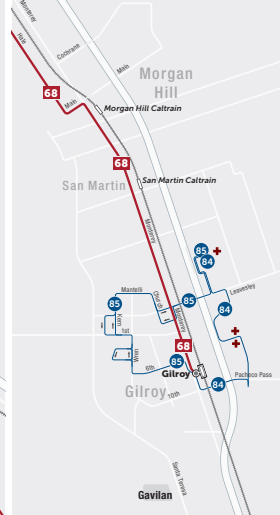 Monterey
Hale
Cochrane
Main
Morgan
Hill
68
Main
Morgan Hill Caltrain
68
San Martin
San Martin Caltrain
Monterey
85
84
Leavesley
85
Mantelli
Church
85
84
Kern
1st
Monterey
68
Wren
6th
85
Gilroy
84
Pacheco Pass
Gilroy
10th
Santa Teresa
Gavilan